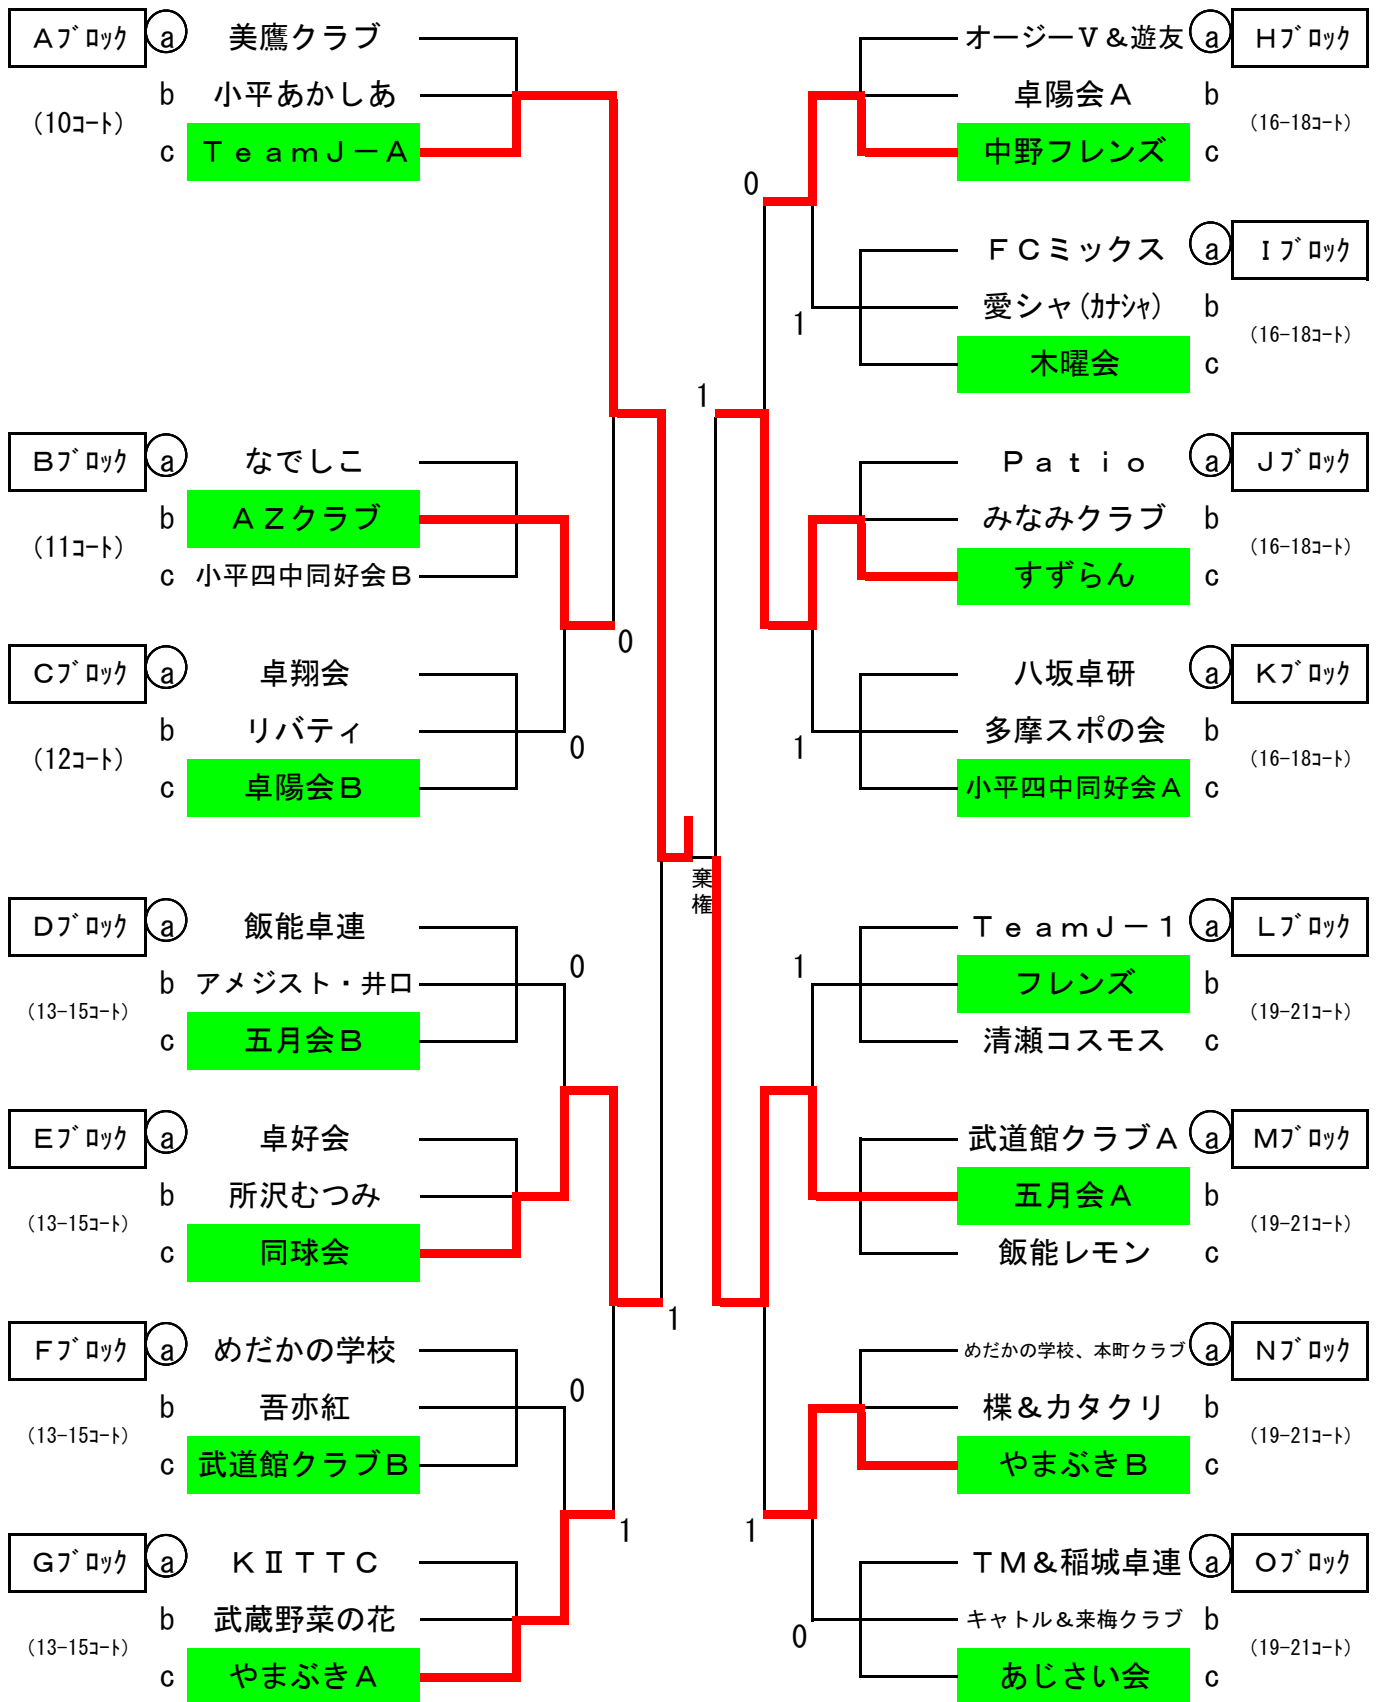 Aブロック a 美鷹クラブ
b 小平あかしあ
(10コート)
c TeamJ－A
Bブロック a なでしこ
b AZクラブ
(11コート)
c 小平四中同好会B
0
Cブロック a 卓翔会
b リバティ
0
(12コート)
c 卓陽会B
Dブロック a 飯能卓連
0
b アメジスト・井口
(13-15コート)
c 五月会B
Eブロック a 卓好会
b 所沢むつみ
(13-15コート)
c 同球会
1
Fブロック a めだかの学校
0
b 吾亦紅
(13-15コート)
c 武道館クラブB
1
Gブロック a KⅡTTC
b 武蔵野菜の花
(13-15コート)
c やまぶきA
棄権
オージーV＆遊友 a Hブロック
卓陽会A b
(16-18コート)
中野フレンズ c
0
FCミックス a Iブロック
愛シャ(カナシャ) b
1
(16-18コート)
木曜会 c
1
Patio a Jブロック
みなみクラブ b
(16-18コート)
すずらん c
八坂卓研 a Kブロック
多摩スポの会 b
1
(16-18コート)
小平四中同好会A c
TeamJ－1 a Lブロック
1
フレンズ b
(19-21コート)
清瀬コスモス c
武道館クラブA a Mブロック
五月会A b
(19-21コート)
飯能レモン c
めだかの学校、本町クラブ a Nブロック
楪＆カタクリ b
(19-21コート)
やまぶきB c
1
TM＆稲城卓連 a Oブロック
キャトル＆来梅クラブ b
0
(19-21コート)
あじさい会 c